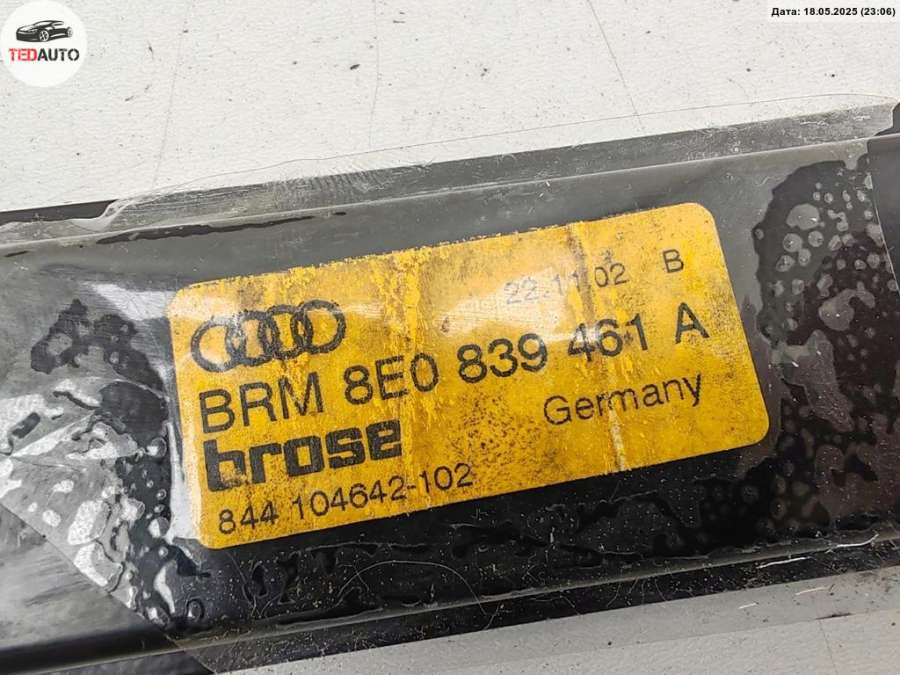 TEDAUTO
Дата: 18.05.2025 (23:06)
22.11.02 B
BRM 8E0 839 461 A
brose Germany
844 104642-102